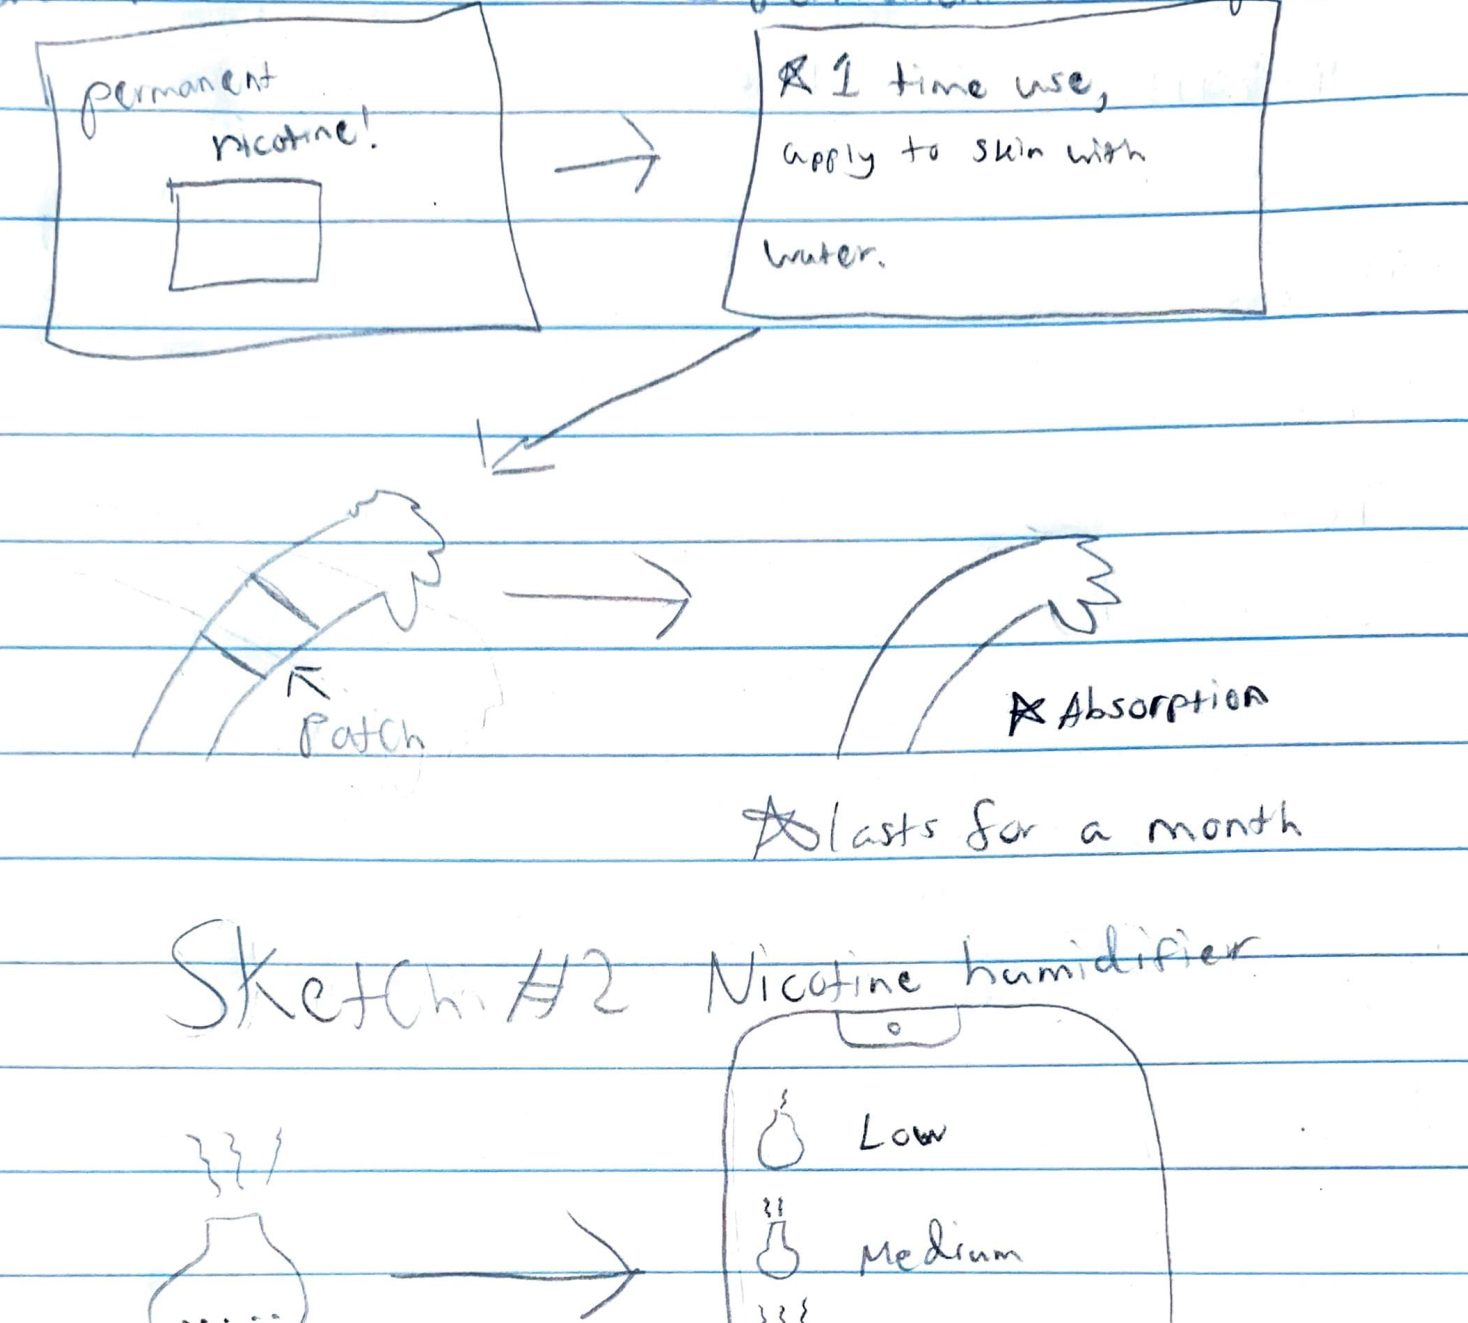 permanent
nicotine!
☆ 1 time use,
apply to skin with
water.
Patch
☆ Absorption
☆ lasts for a month
Sketch #2 Nicotine humidifier
Low
Medium